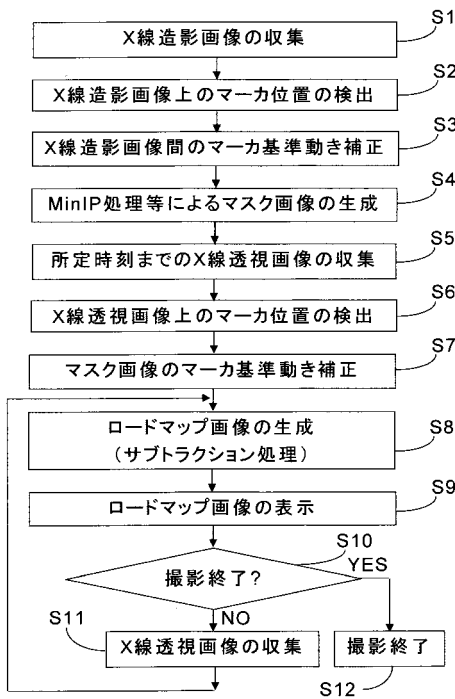 S1
X線造影画像の収集
S2
X線造影画像上のマーカ位置の検出
S3
X線造影画像間のマーカ基準動き補正
S4
MinIP処理等によるマスク画像の生成
S5
所定時刻までのX線透視画像の収集
S6
X線透視画像上のマーカ位置の検出
S7
マスク画像のマーカ基準動き補正
ロードマップ画像の生成
(サブトラクション処理)
S8
S9
ロードマップ画像の表示
S10
撮影終了?
YES
NO
S11
X線透視画像の収集
撮影終了
S12